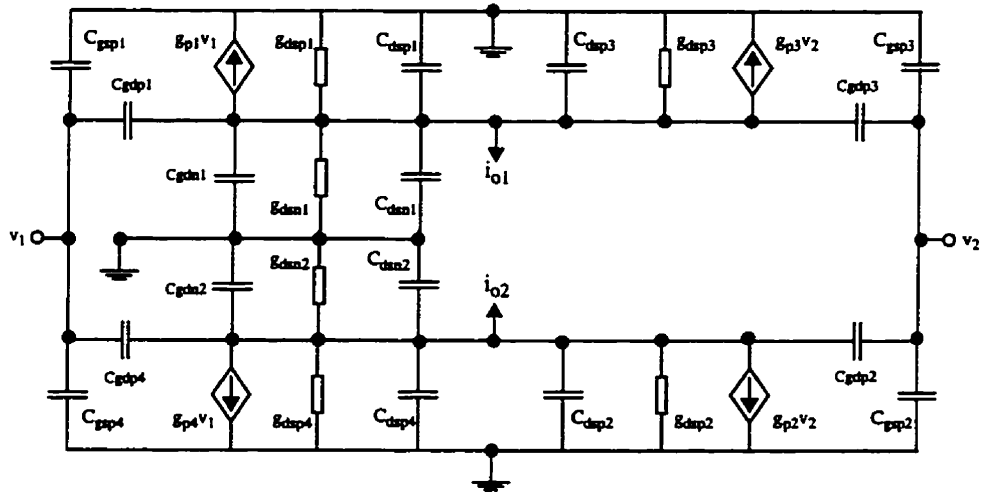 Cgsp1 gp1v1 gdsp1 Cdsp1 Cdsp3 gdsp3 gp3v2 Cgsp3
Cgdp1 Cgdp3
io1
Cgdn1 gdsn1 Cdsn1
v1 v2
gdsn2 Cdsn2
Cgdn2 io2
Cgdp4 Cgdp2
Cgsp4 gp4v1 gdsp4 Cdsp4 Cdsp2 gdsp2 gp2v2 Cgsp2